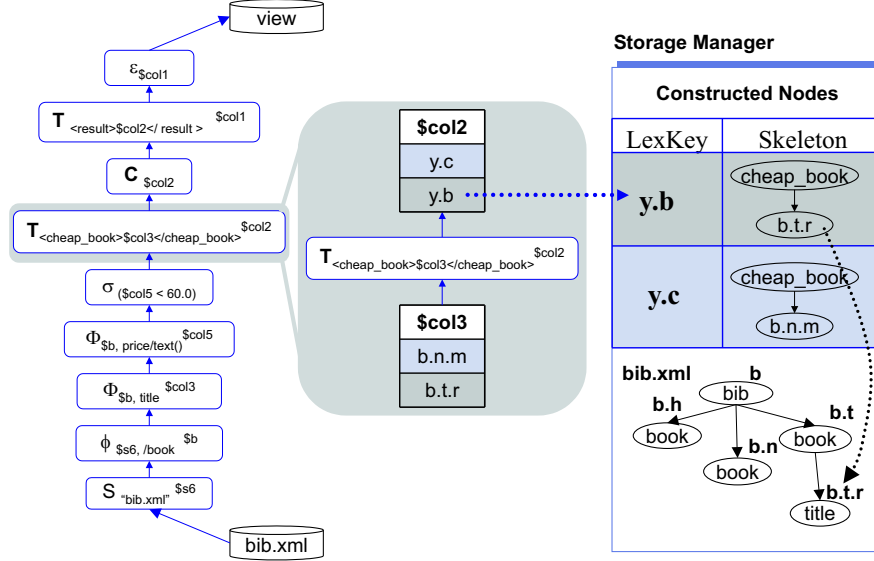 view
ε $col1
T <result>$col2</ result > $col1
C $col2
T <cheap_book>$col3</cheap_book> $col2
σ ($col5 < 60.0)
Φ $b, price/text() $col5
Φ $b, title $col3
ϕ $s6, /book $b
S "bib.xml" $s6
bib.xml
$col2
y.c
y.b
T <cheap_book>$col3</cheap_book> $col2
$col3
b.n.m
b.t.r
Storage Manager
Constructed Nodes
LexKey Skeleton
y.b
cheap_book
b.t.r
y.c
cheap_book
b.n.m
bib.xml
b
bib
b.h
book
b.n
book
b.t
book
b.t.r
title